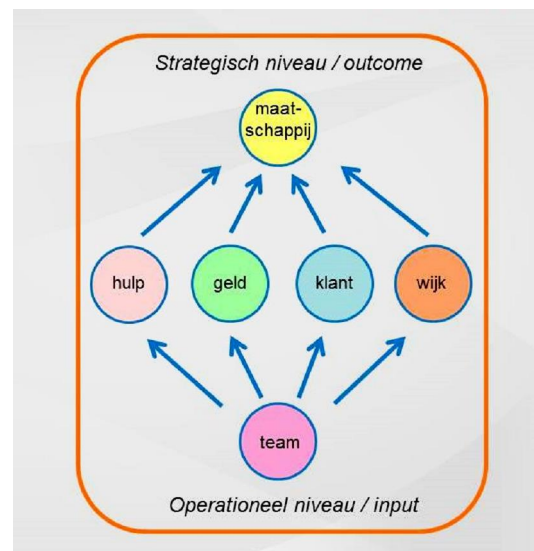 Strategisch niveau / outcome
maat-
schappij
hulp
geld
klant
wijk
team
Operationeel niveau / input